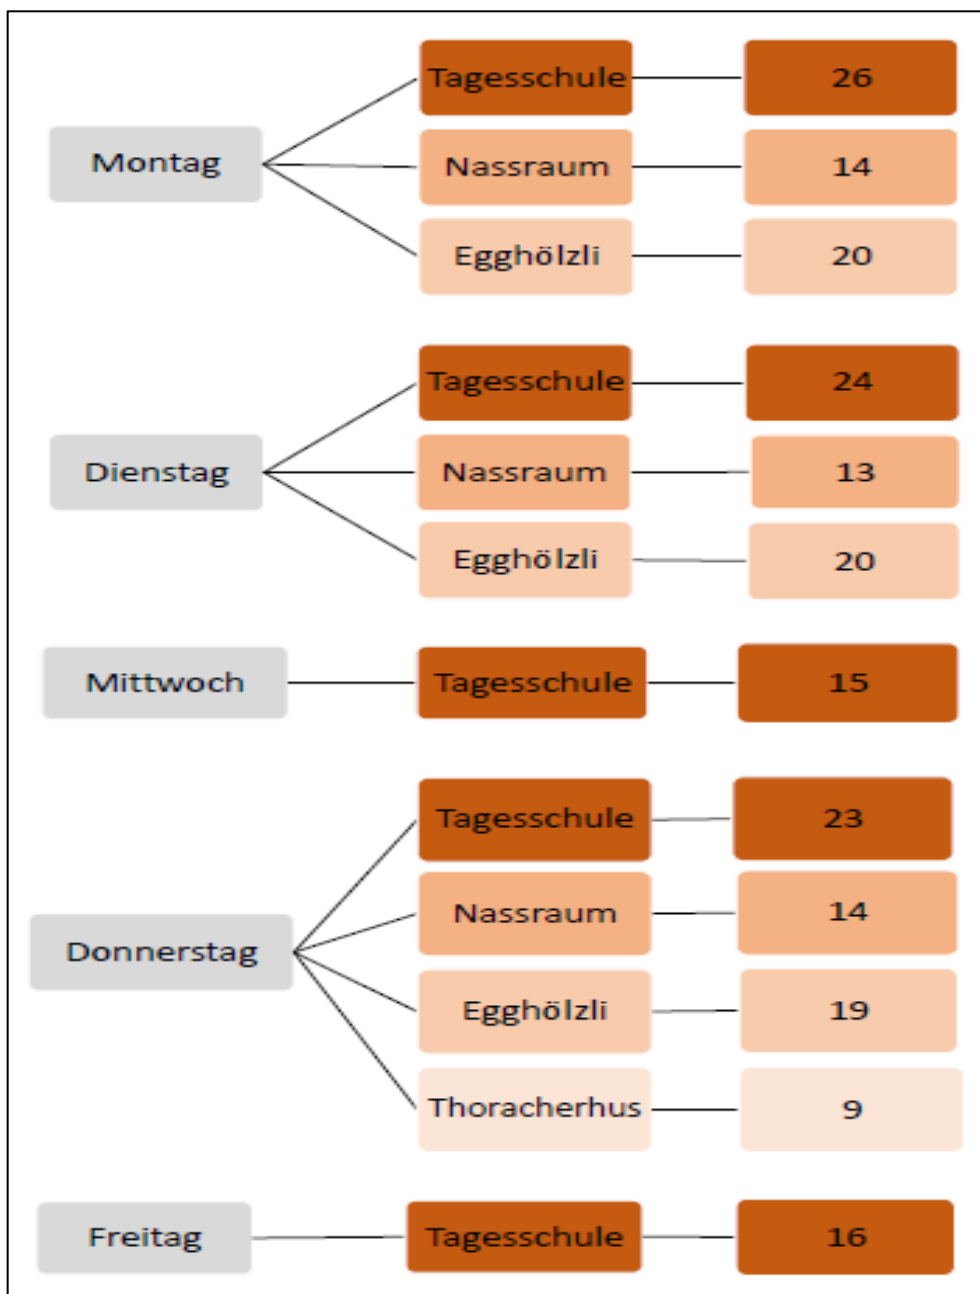 Tagesschule 26
Montag Nassraum 14
Egghölzli 20
Tagesschule 24
Dienstag Nassraum 13
Egghölzli 20
Mittwoch Tagesschule 15
Tagesschule 23
Nassraum 14
Donnerstag
Egghölzli 19
Thoracherhus 9
Freitag Tagesschule 16